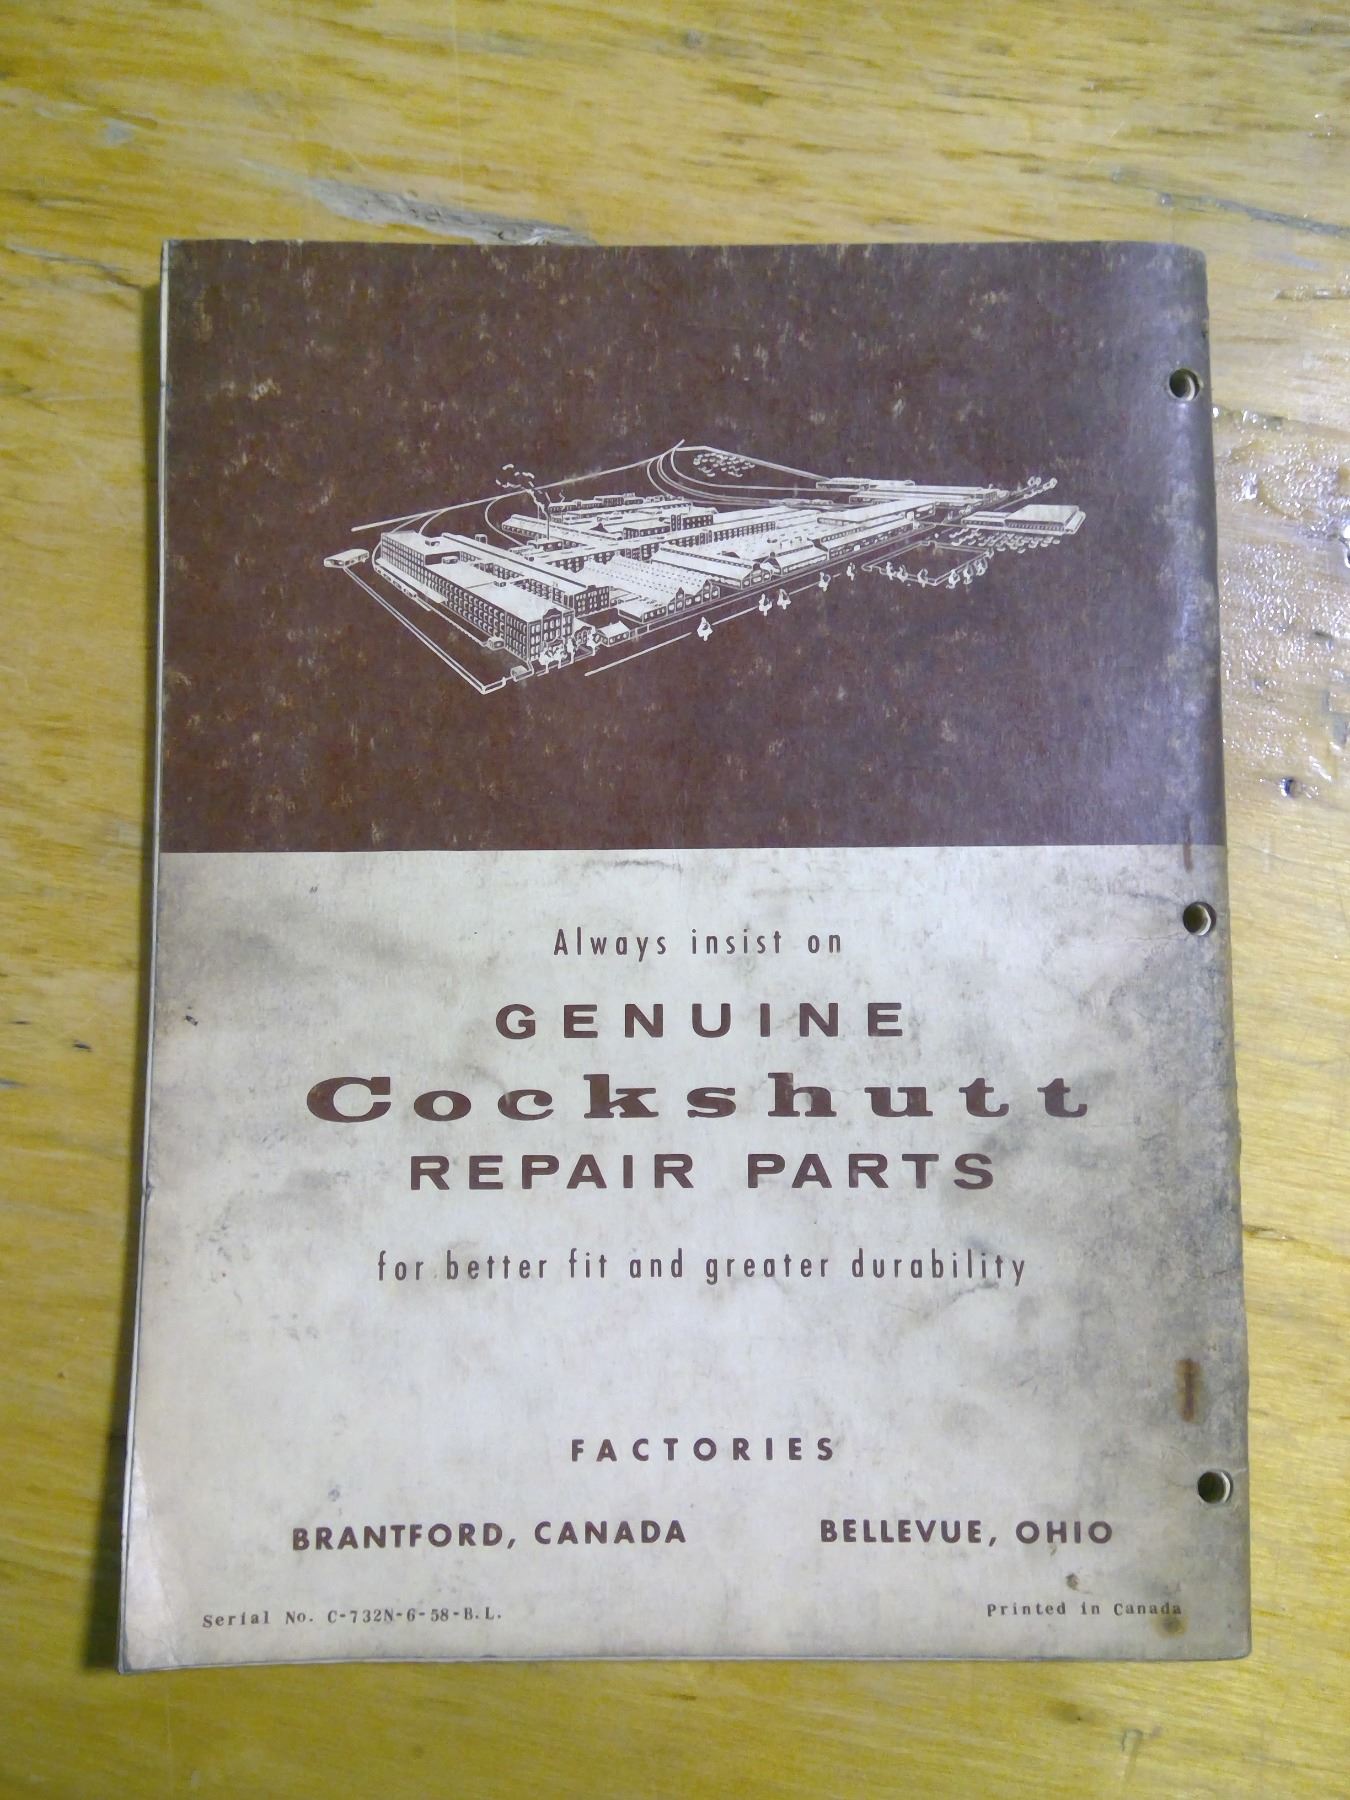 Always insist on
GENUINE
Cockshutt
REPAIR PARTS
for better fit and greater durability
FACTORIES
BRANTFORD, CANADA
BELLEVUE, OHIO
Serial No. C-732N-6-58-B.L.
Printed in Canada